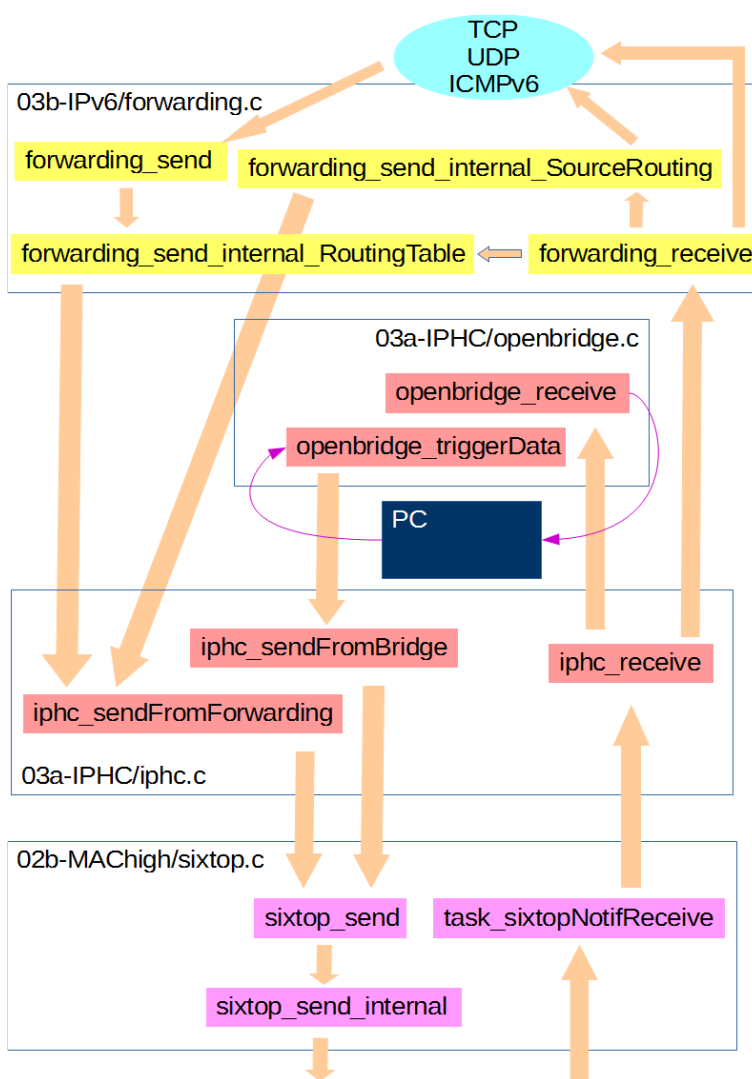 TCP
UDP
ICMPv6
03b-IPv6/forwarding.c
forwarding_send
forwarding_send_internal_SourceRouting
forwarding_send_internal_RoutingTable
forwarding_receive
03a-IPHC/openbridge.c
openbridge_receive
openbridge_triggerData
PC
iphc_sendFromBridge
iphc_receive
iphc_sendFromForwarding
03a-IPHC/iphc.c
02b-MAChigh/sixtop.c
sixtop_send
task_sixtopNotifReceive
sixtop_send_internal